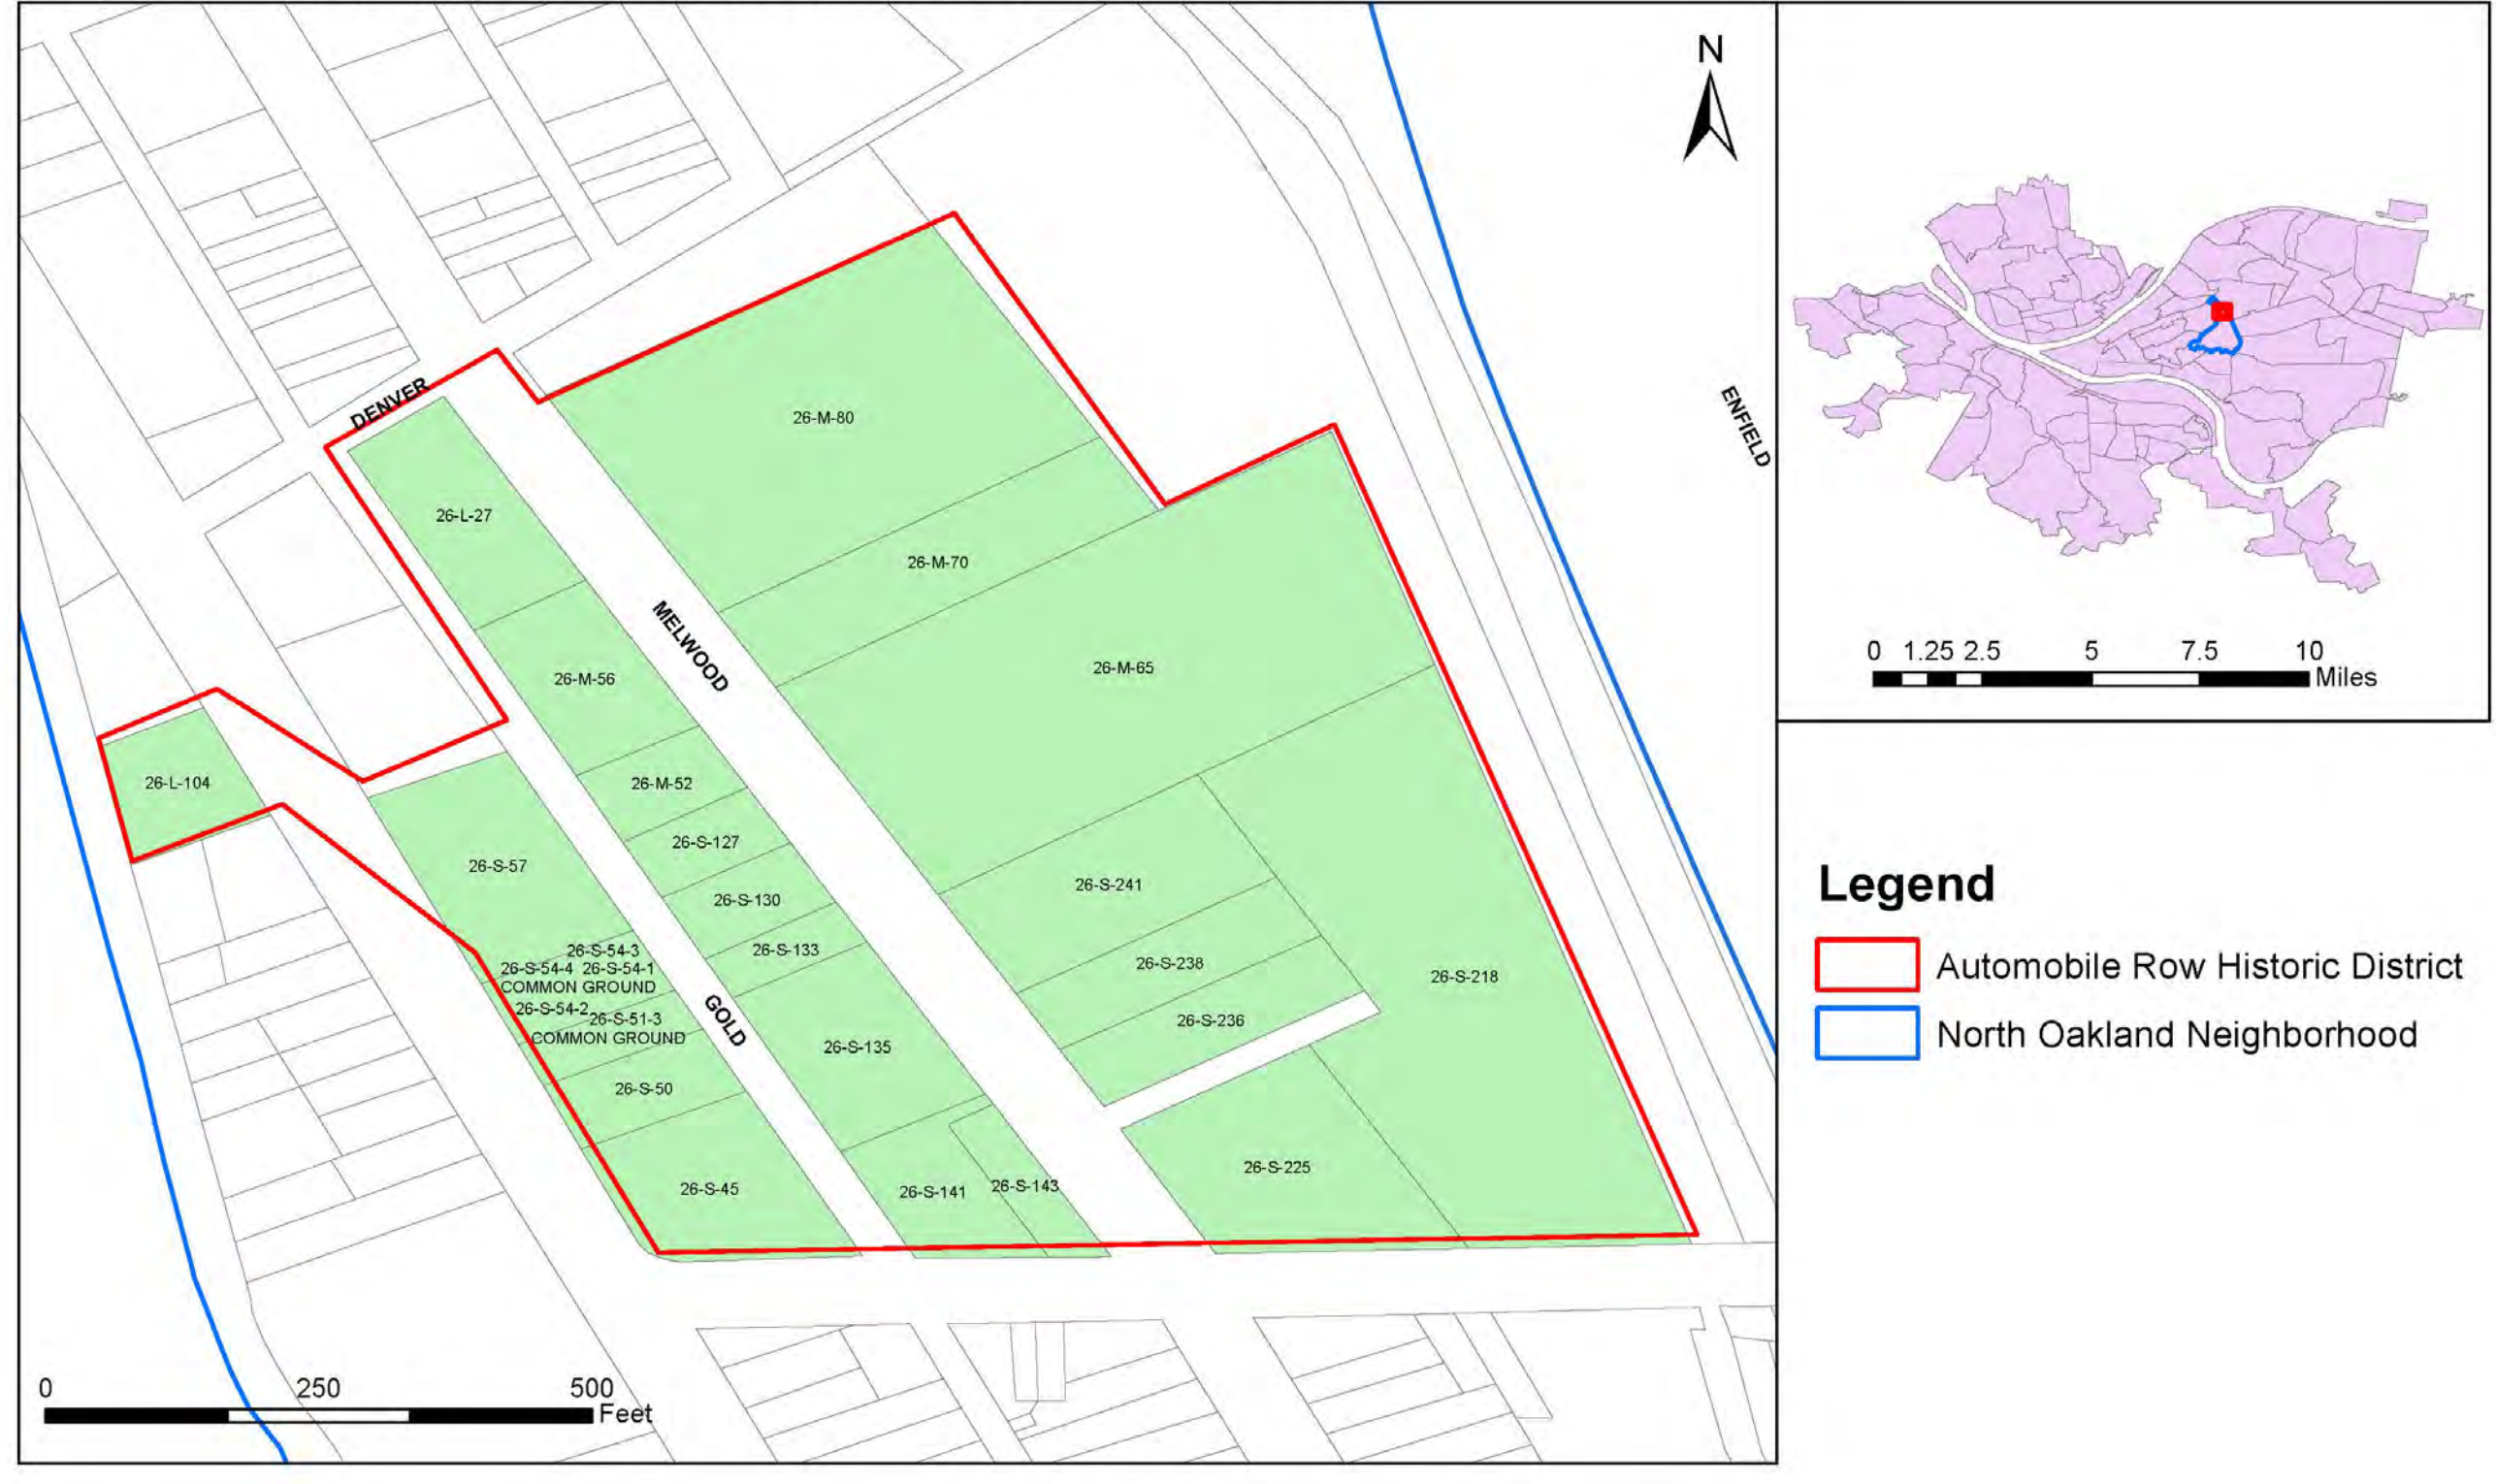 N
DENVER
ENFIELD
MELWOOD
GOLD
26-M-80
26-L-27
26-M-70
26-M-65
26-M-56
26-L-104
26-M-52
26-S-127
26-S-57
26-S-241
26-S-130
26-S-54-3
26-S-133
26-S-54-4 26-S-54-1
COMMON GROUND
26-S-238
26-S-218
26-S-54-2
26-S-51-3
COMMON GROUND
26-S-236
26-S-135
26-S-50
26-S-225
26-S-45
26-S-141
26-S-143
0 250 500
Feet
0 1.25 2.5 5 7.5 10
Miles
Legend
Automobile Row Historic District
North Oakland Neighborhood